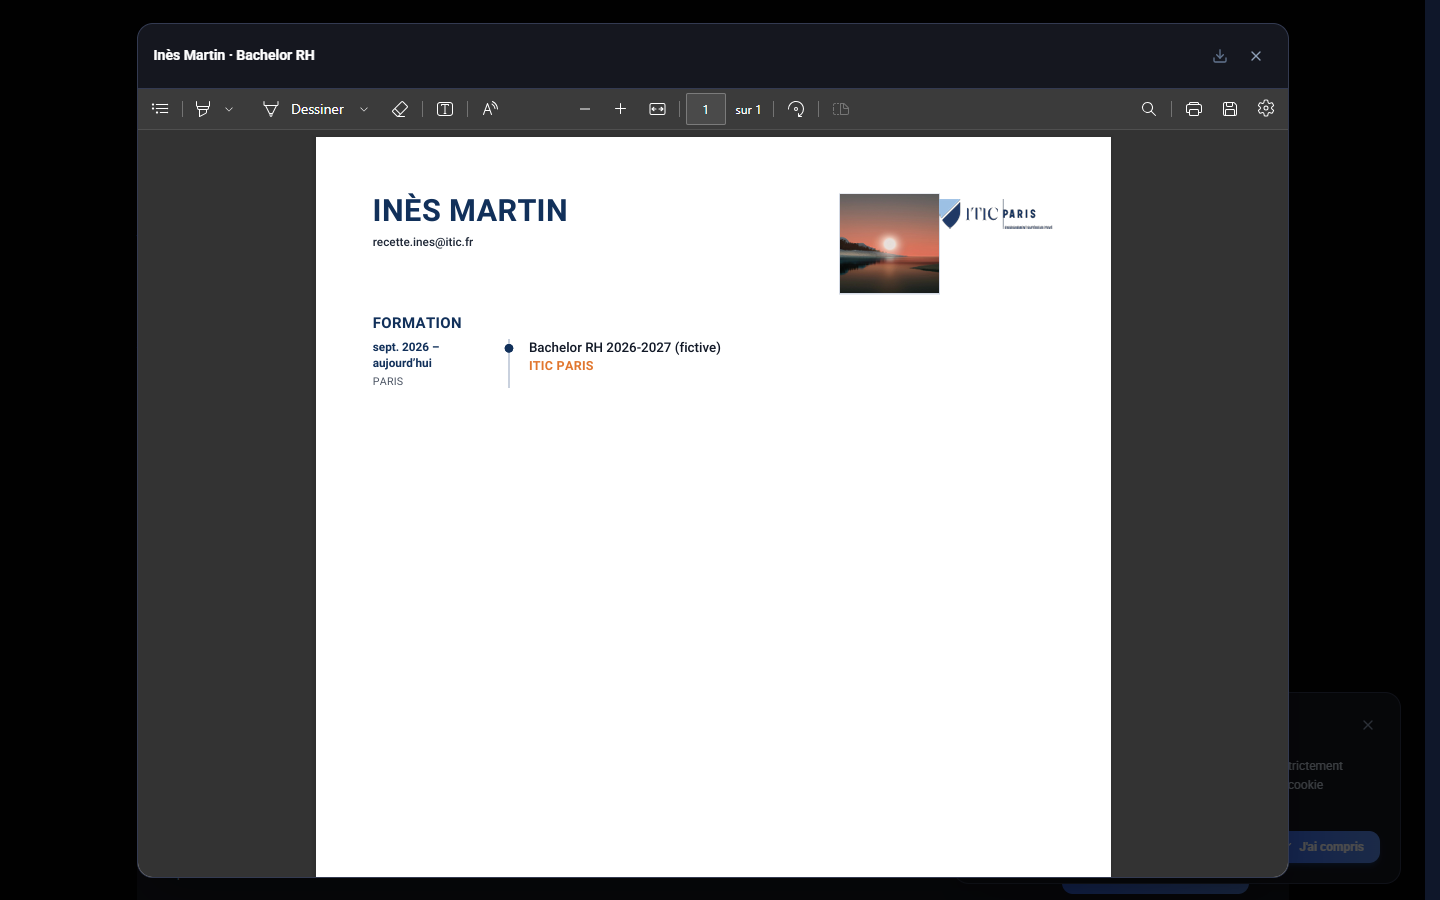 Inès Martin · Bachelor RH
Dessiner
1 sur 1
INÈS MARTIN
recette.ines@itic.fr
ITIC PARIS
FORMATION
sept. 2026 –
aujourd'hui
PARIS
Bachelor RH 2026-2027 (fictive)
ITIC PARIS
trictement
cookie
J'ai compris